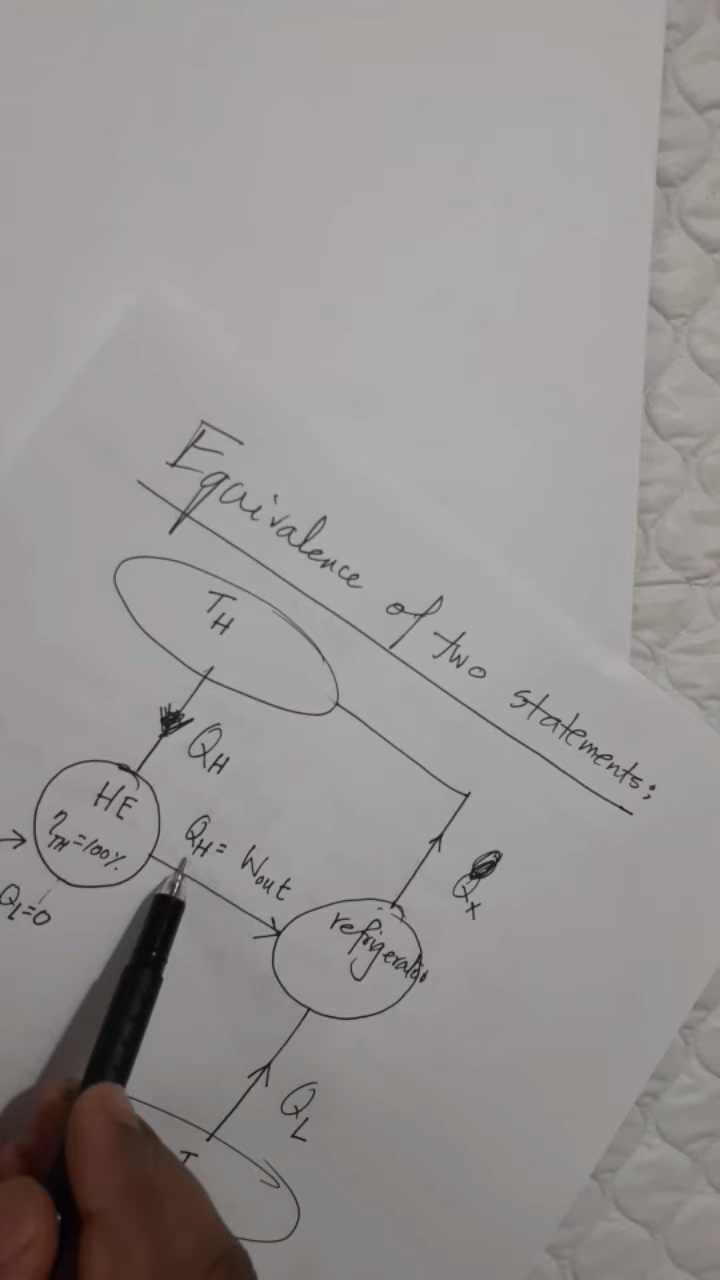 Equivalence of two statements:
T_H
Q_H
HE
η_TH=100%
Q_H = W_out
Q_L=0
Q_x
refrigerator
Q_L
T